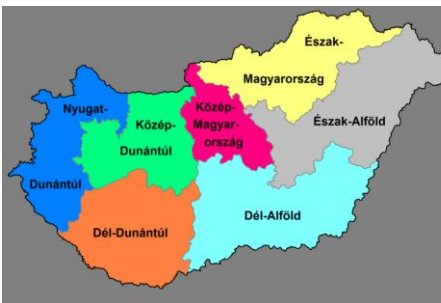 Észak-
Magyarország
Nyugat-
Dunántúl
Közép-
Dunántúl
Közép-
Magyar-
ország
Észak-Alföld
Dél-Dunántúl
Dél-Alföld